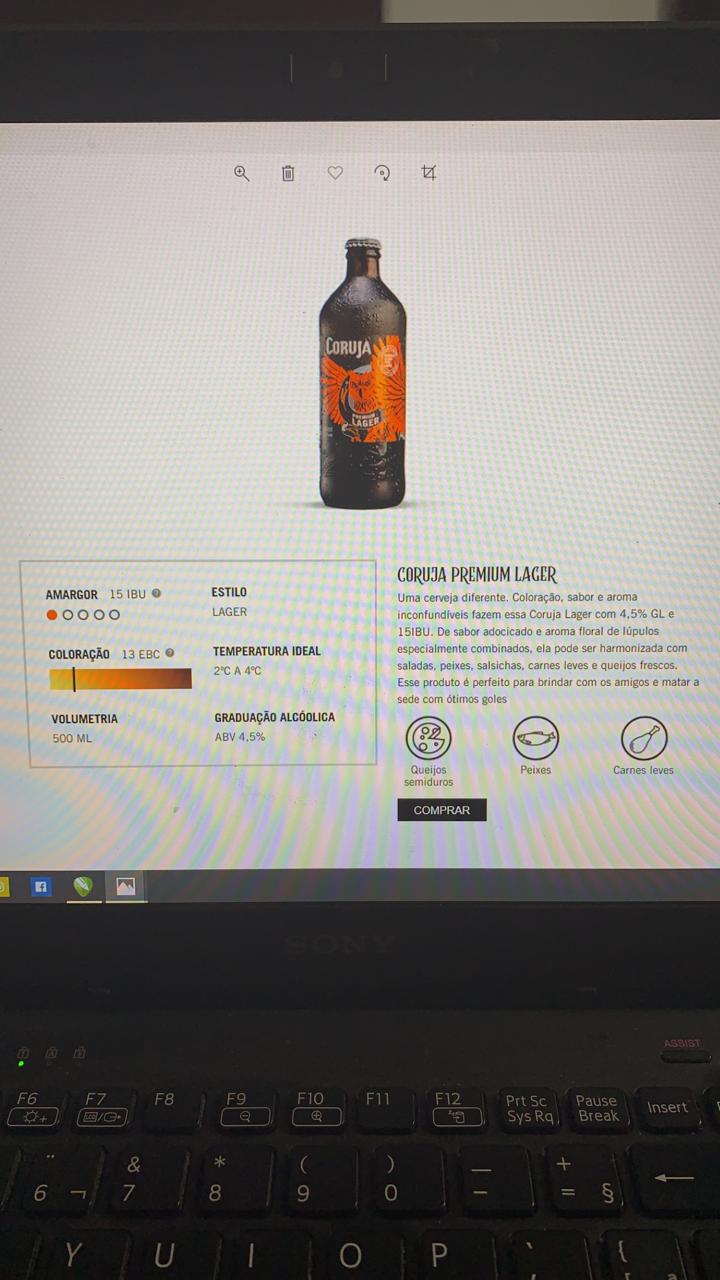 CORUJA
PREMIUM
LAGER
AMARGOR 15 IBU
ESTILO
LAGER
COLORAÇÃO 13 EBC
TEMPERATURA IDEAL
2ºC A 4ºC
VOLUMETRIA
500 ML
GRADUAÇÃO ALCÓOLICA
ABV 4,5%
CORUJA PREMIUM LAGER
Uma cerveja diferente. Coloração, sabor e aroma
inconfundíveis fazem essa Coruja Lager com 4,5% GL e
15IBU. De sabor adocicado e aroma floral de lúpulos
especialmente combinados, ela pode ser harmonizada com
saladas, peixes, salsichas, carnes leves e queijos frescos.
Esse produto é perfeito para brindar com os amigos e matar a
sede com ótimos goles
Queijos
semiduros
Peixes
Carnes leves
COMPRAR
SONY
ASSIST
F6 F7 F8 F9 F10 F11 F12 Prt Sc Sys Rq Pause Break Insert
¨ & * ( ) — +
6 ¬ 7 8 9 0 - = §
Y U I O P ` {